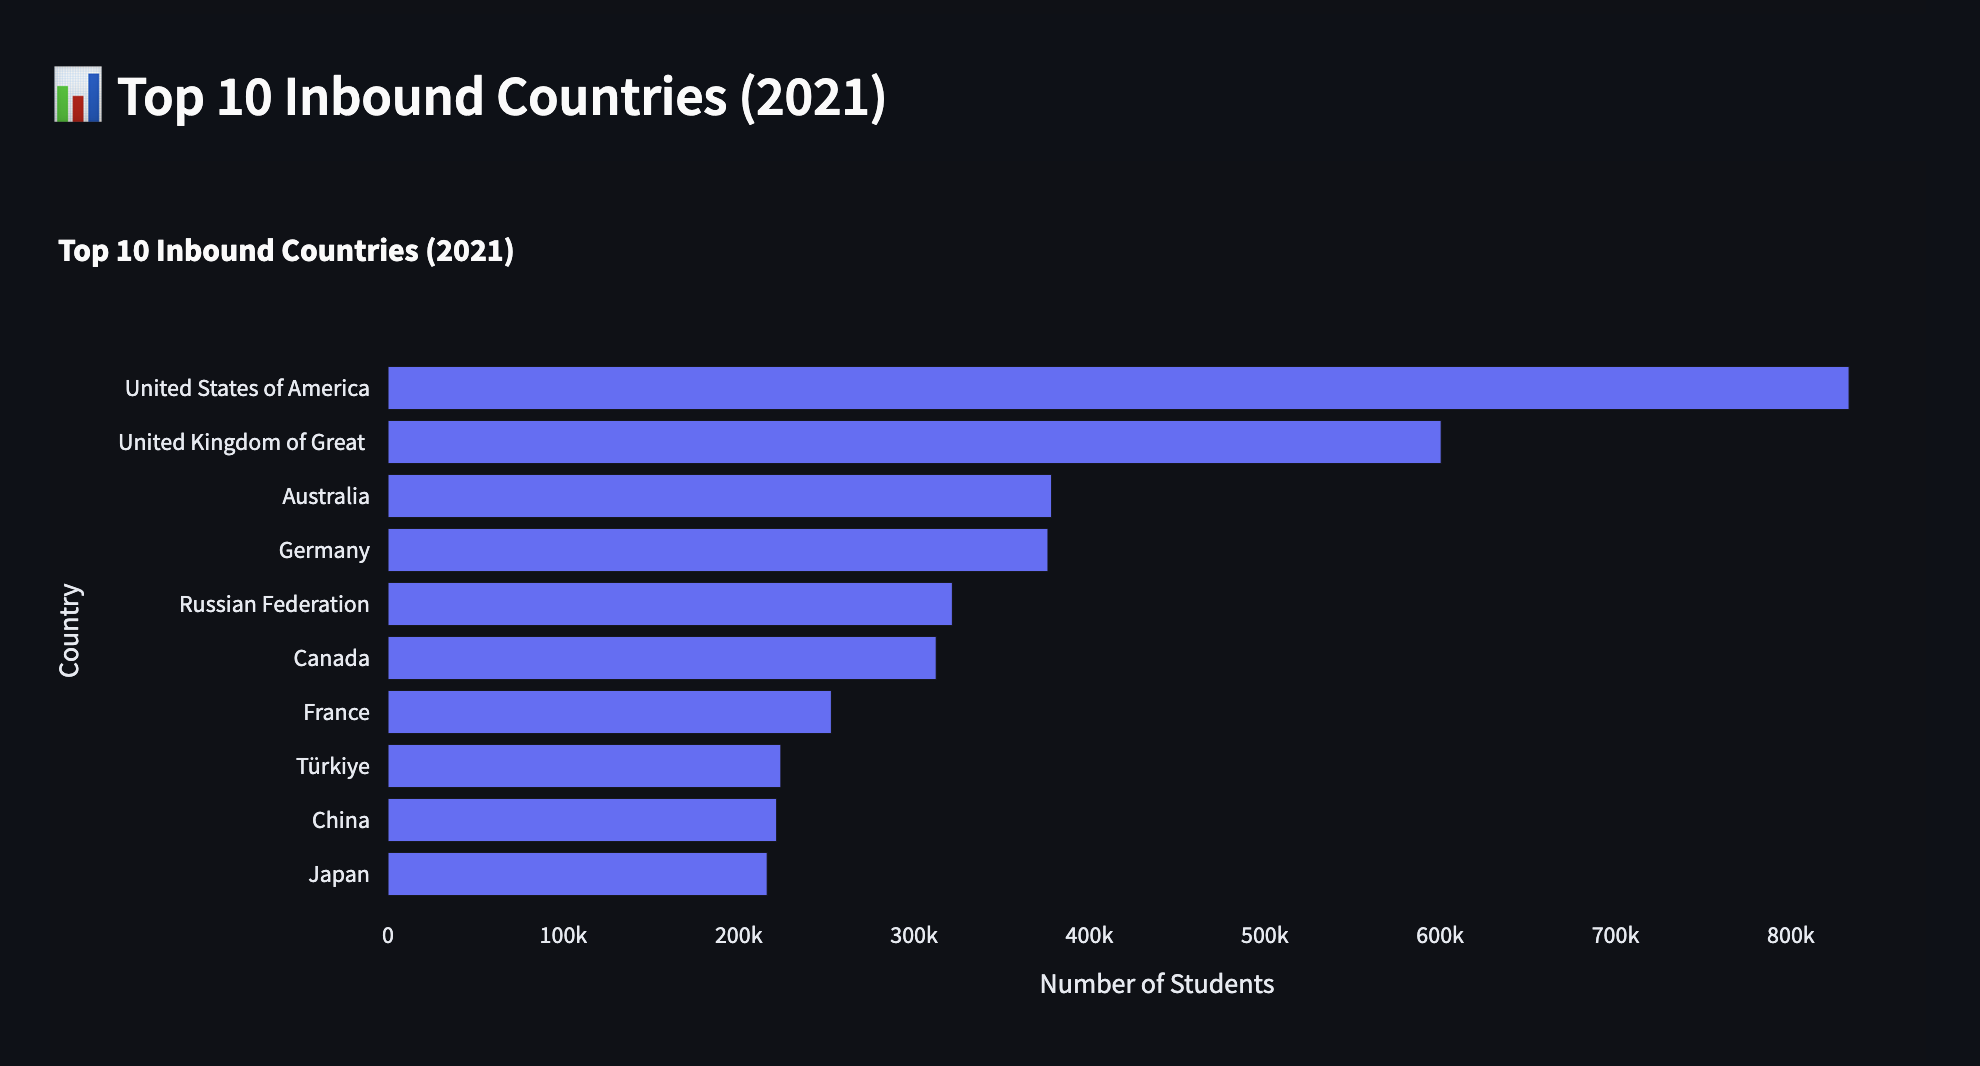 Top 10 Inbound Countries (2021)
Top 10 Inbound Countries (2021)
United States of America
United Kingdom of Great
Australia
Germany
Russian Federation
Canada
France
Türkiye
China
Japan
Country
0 100k 200k 300k 400k 500k 600k 700k 800k
Number of Students